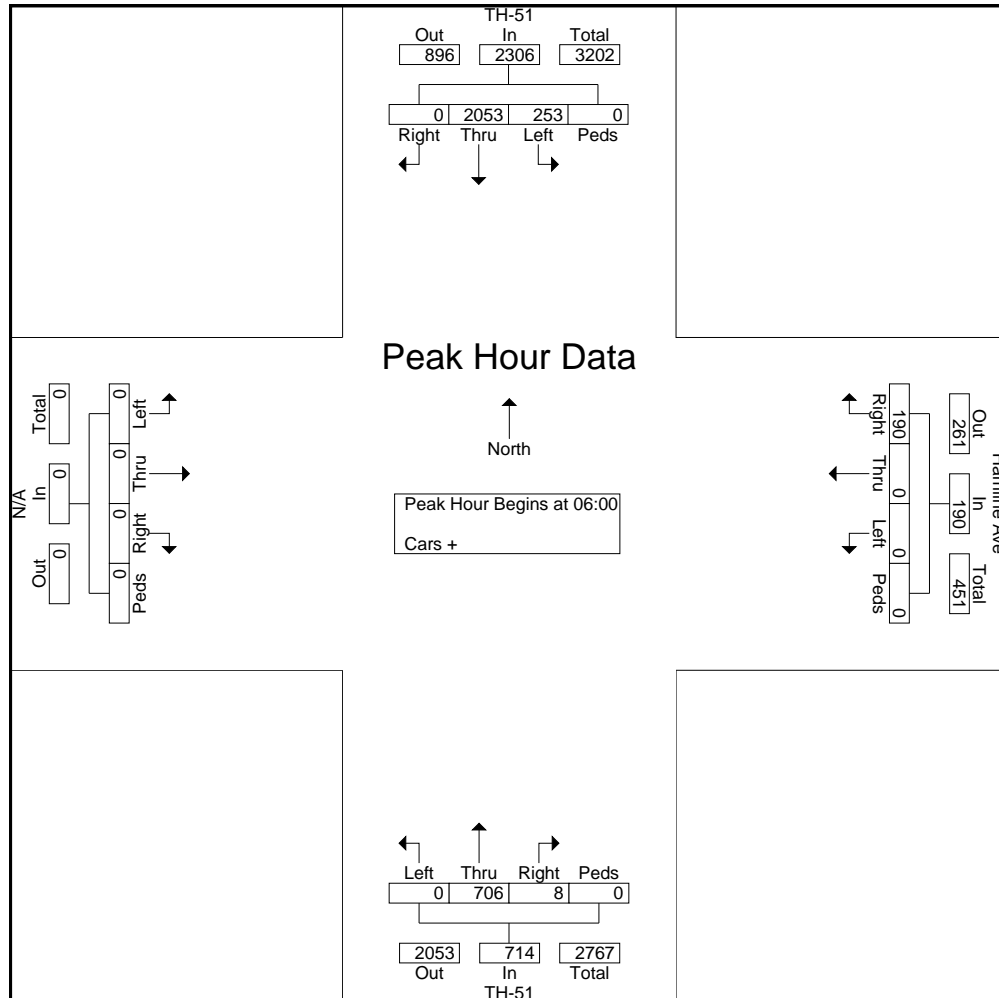 TH-51
Out In Total
896 2306 3202
0 2053 253 0
Right Thru Left Peds
Peak Hour Data
North
Peak Hour Begins at 06:00
Cars +
N/A
Total In Out
0 0 0
0 0 0 0
Left Thru Right Peds
Out In Total
261 190 451
190 0 0 0
Right Thru Left Peds
Left Thru Right Peds
0 706 8 0
2053 714 2767
Out In Total
TH-51